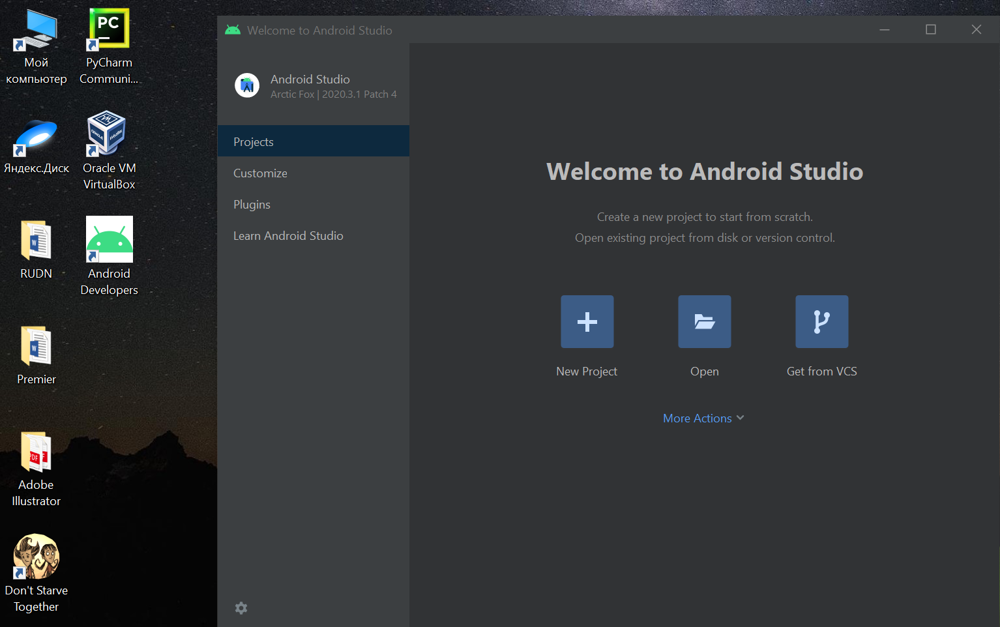 Мой
компьютер
PC
PyCharm
Communi...
Яндекс.Диск
Oracle VM
VirtualBox
RUDN
Android
Developers
Premier
PDF
Adobe
Illustrator
Don't Starve
Together
Welcome to Android Studio
Android Studio
Arctic Fox | 2020.3.1 Patch 4
Projects
Customize
Plugins
Learn Android Studio
Welcome to Android Studio
Create a new project to start from scratch.
Open existing project from disk or version control.
New Project
Open
Get from VCS
More Actions